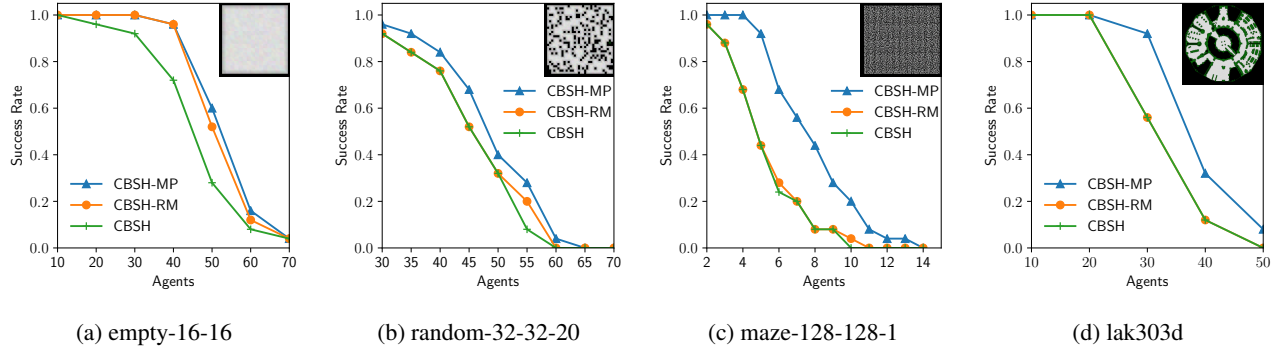 Success Rate
1.0
0.8
0.6
0.4
0.2
0.0
CBSH-MP
CBSH-RM
CBSH
10 20 30 40 50 60 70
Agents
(a) empty-16-16
Success Rate
1.0
0.8
0.6
0.4
0.2
0.0
CBSH-MP
CBSH-RM
CBSH
30 35 40 45 50 55 60 65 70
Agents
(b) random-32-32-20
Success Rate
1.0
0.8
0.6
0.4
0.2
0.0
CBSH-MP
CBSH-RM
CBSH
2 4 6 8 10 12 14
Agents
(c) maze-128-128-1
Success Rate
1.0
0.8
0.6
0.4
0.2
0.0
CBSH-MP
CBSH-RM
CBSH
10 20 30 40 50
Agents
(d) lak303d